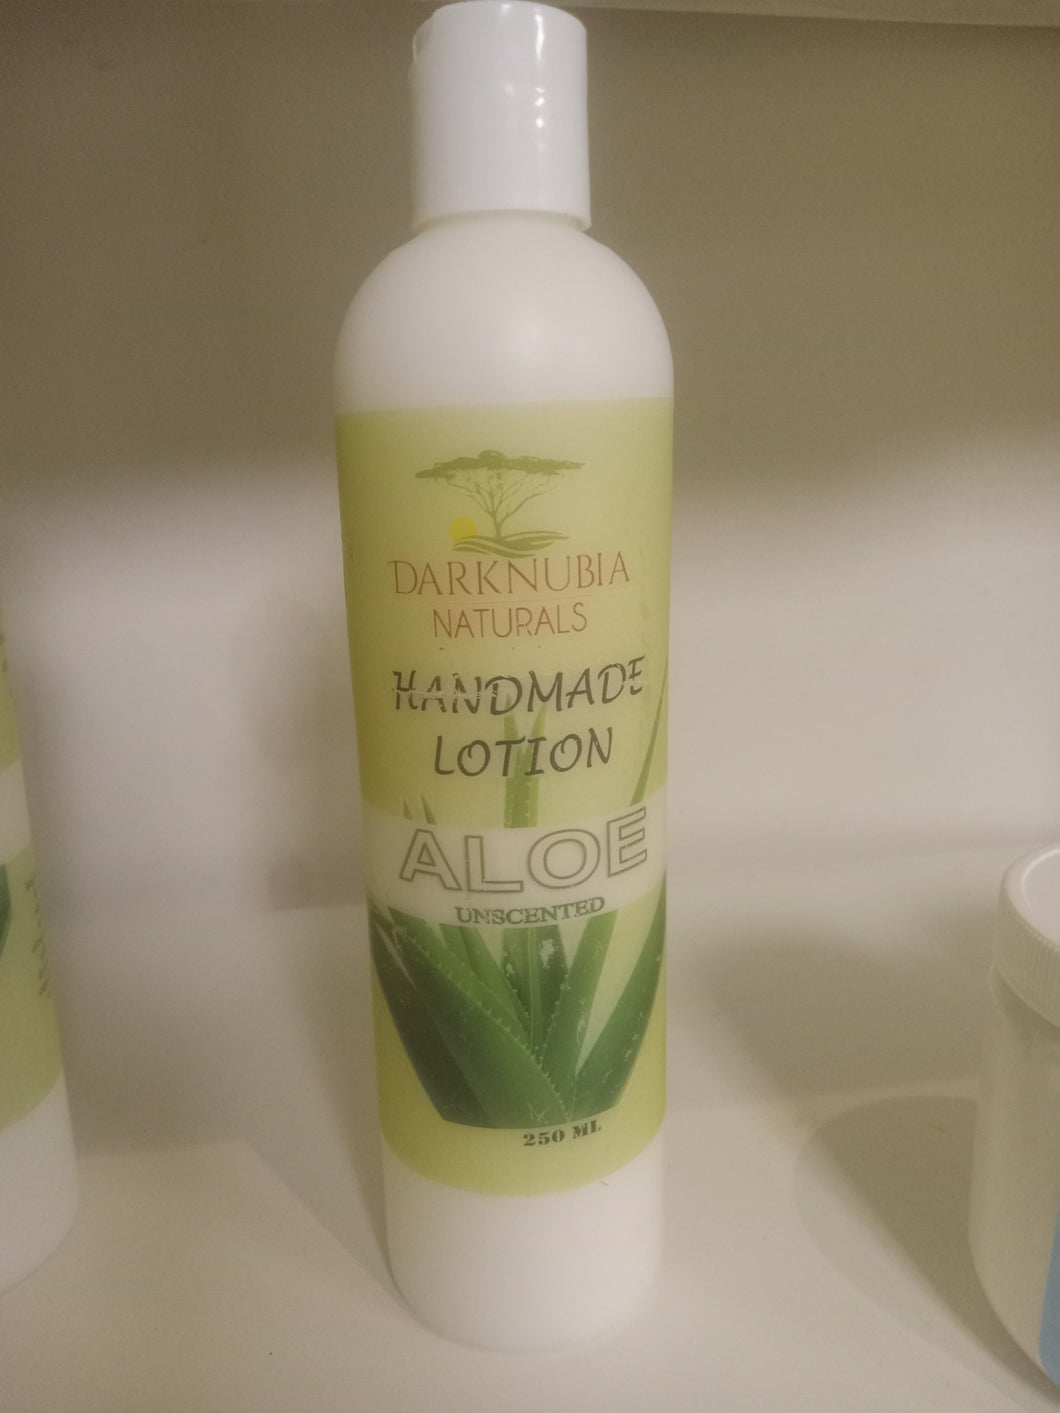 DARKNUBIA
NATURALS
HANDMADE
LOTION
ALOE
UNSCENTED
250 ML